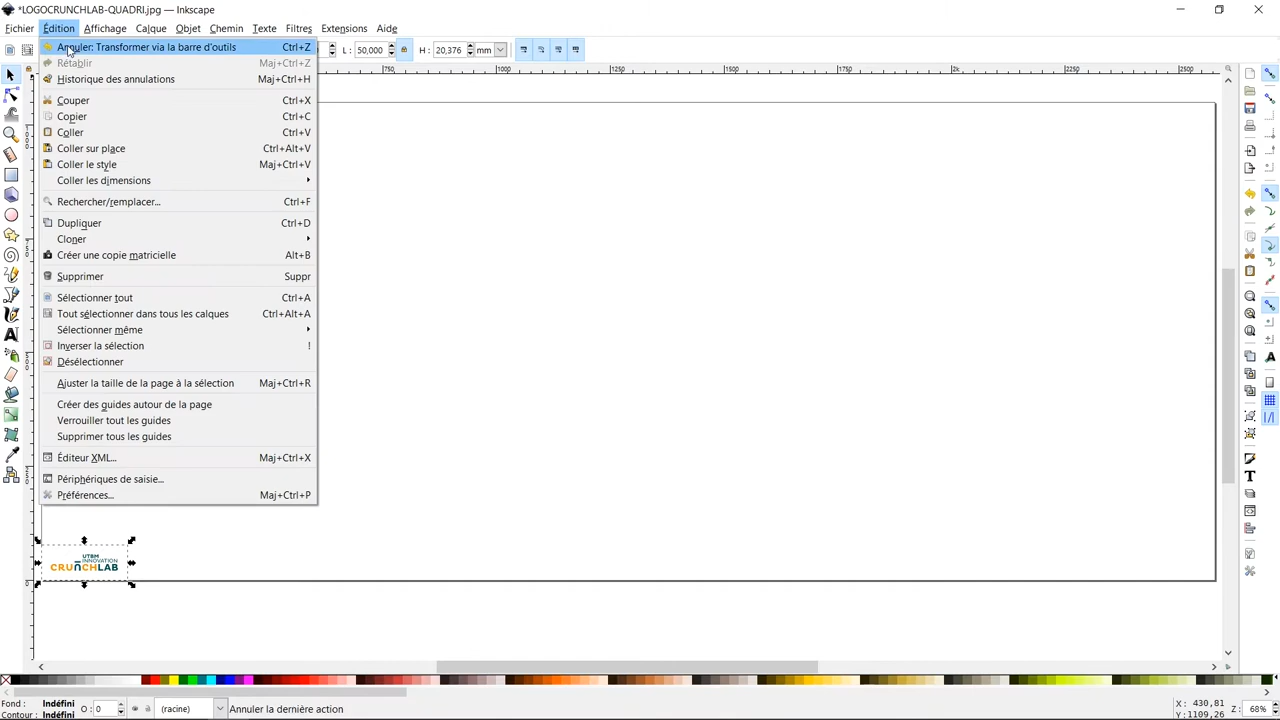 *LOGOCRUNCHLAB-QUADRI.jpg — Inkscape
Fichier Édition Affichage Calque Objet Chemin Texte Filtres Extensions Aide
L : 50,000 H : 20,376 mm
Annuler: Transformer via la barre d'outils Ctrl+Z
Rétablir Maj+Ctrl+Z
Historique des annulations Maj+Ctrl+H
Couper Ctrl+X
Copier Ctrl+C
Coller Ctrl+V
Coller sur place Ctrl+Alt+V
Coller le style Maj+Ctrl+V
Coller les dimensions
Rechercher/remplacer... Ctrl+F
Dupliquer Ctrl+D
Cloner
Créer une copie matricielle Alt+B
Supprimer Suppr
Sélectionner tout Ctrl+A
Tout sélectionner dans tous les calques Ctrl+Alt+A
Sélectionner même
Inverser la sélection !
Désélectionner
Ajuster la taille de la page à la sélection Maj+Ctrl+R
Créer des guides autour de la page
Verrouiller tout les guides
Supprimer tous les guides
Éditeur XML... Maj+Ctrl+X
Périphériques de saisie...
Préférences... Maj+Ctrl+P
750 1000 1250 1500 1750 2k 2250 2500
UTBM
INNOVATION
CRUNCHLAB
Fond : Indéfini
Contour : Indéfini
O : 0
(racine)
Annuler la dernière action
X : 430,81
Y : 1109,26
Z : 68%